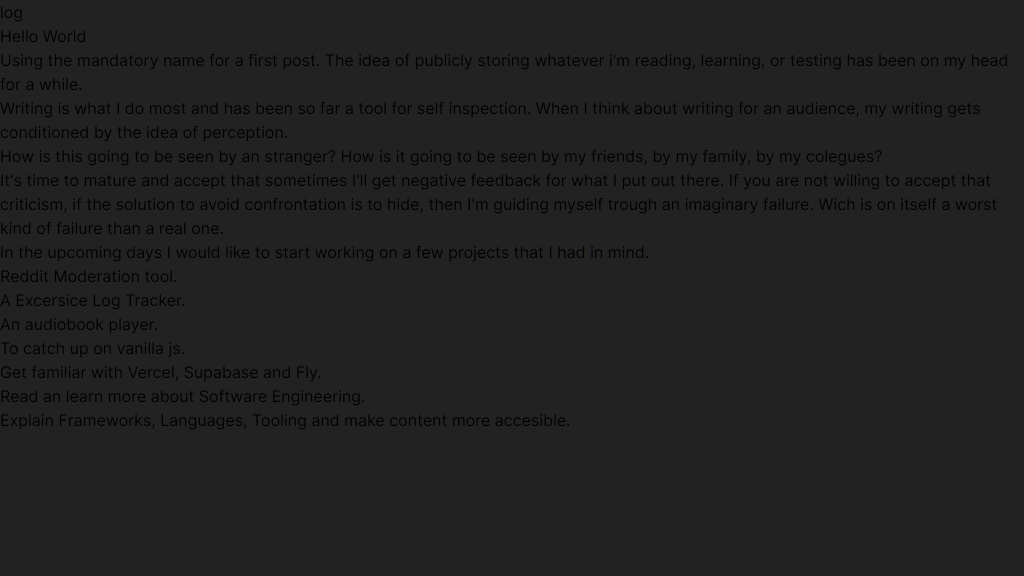 log
Hello World
Using the mandatory name for a first post. The idea of publicly storing whatever i'm reading, learning, or testing has been on my head
for a while.
Writing is what I do most and has been so far a tool for self inspection. When I think about writing for an audience, my writing gets
conditioned by the idea of perception.
How is this going to be seen by an stranger? How is it going to be seen by my friends, by my family, by my colegues?
It's time to mature and accept that sometimes I'll get negative feedback for what I put out there. If you are not willing to accept that
criticism, if the solution to avoid confrontation is to hide, then I'm guiding myself trough an imaginary failure. Wich is on itself a worst
kind of failure than a real one.
In the upcoming days I would like to start working on a few projects that I had in mind.
Reddit Moderation tool.
A Excersice Log Tracker.
An audiobook player.
To catch up on vanilla js.
Get familiar with Vercel, Supabase and Fly.
Read an learn more about Software Engineering.
Explain Frameworks, Languages, Tooling and make content more accesible.